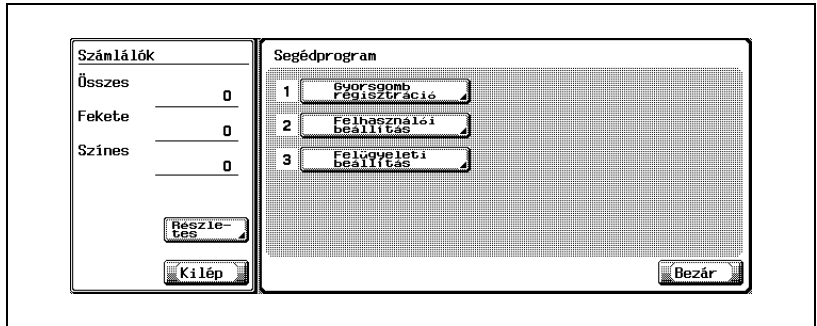 Számlálók
Összes
0
Fekete
0
Színes
0
Részle-
tes
Kilép
Segédprogram
1 Gyorsgomb
regisztráció
2 Felhasználói
beállítás
3 Felügyeleti
beállítás
Bezár